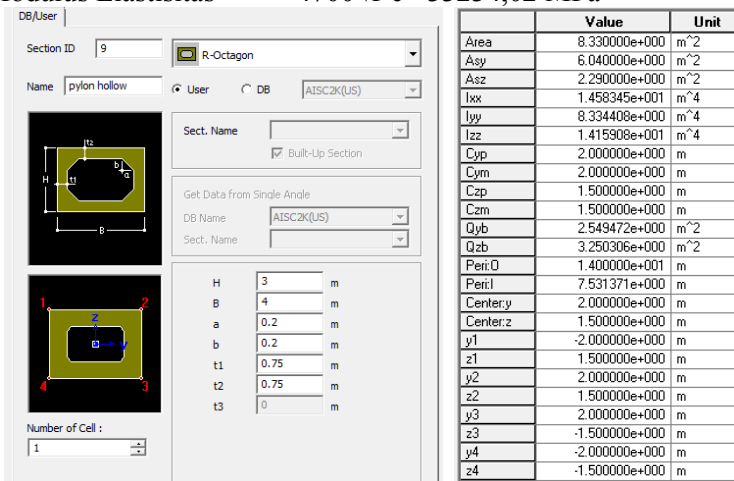 Modulus Elastisitas 4700 √f'c 33234,02 MPa
DB/User
Section ID 9
R-Octagon
Name pylon hollow
User DB AISC2K(US)
Sect. Name
Built-Up Section
Get Data from Single Angle
DB Name AISC2K(US)
Sect. Name
t2
b
a
H t1
B
1 2
z
y
4 3
H 3 m
B 4 m
a 0.2 m
b 0.2 m
t1 0.75 m
t2 0.75 m
t3 0 m
Number of Cell :
1
Value Unit
Area 8.330000e+000 m^2
Asy 6.040000e+000 m^2
Asz 2.290000e+000 m^2
Ixx 1.458345e+001 m^4
Iyy 8.334408e+000 m^4
Izz 1.415908e+001 m^4
Cyp 2.000000e+000 m
Cym 2.000000e+000 m
Czp 1.500000e+000 m
Czm 1.500000e+000 m
Qyb 2.549472e+000 m^2
Qzb 3.250306e+000 m^2
Peri:O 1.400000e+001 m
Peri:I 7.531371e+000 m
Center:y 2.000000e+000 m
Center:z 1.500000e+000 m
y1 -2.000000e+000 m
z1 1.500000e+000 m
y2 2.000000e+000 m
z2 1.500000e+000 m
y3 2.000000e+000 m
z3 -1.500000e+000 m
y4 -2.000000e+000 m
z4 -1.500000e+000 m